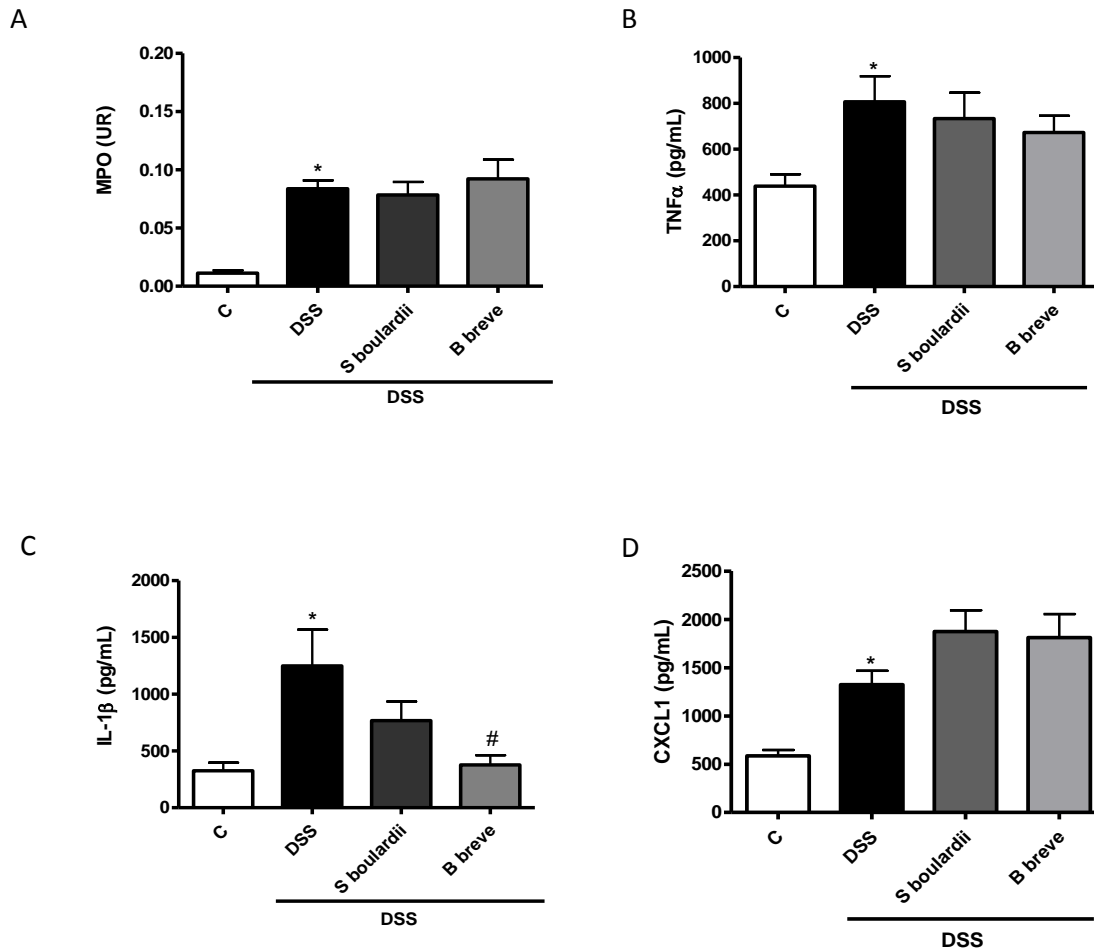 A
MPO (UR)
0.20
0.15
0.10
0.05
0.00
*
C
DSS
S boulardii
B breve
DSS
B
TNFα (pg/mL)
1000
800
600
400
200
0
*
C
DSS
S boulardii
B breve
DSS
C
IL-1β (pg/mL)
2000
1500
1000
500
0
*
#
C
DSS
S boulardii
B breve
DSS
D
CXCL1 (pg/mL)
2500
2000
1500
1000
500
0
*
C
DSS
S boulardii
B breve
DSS